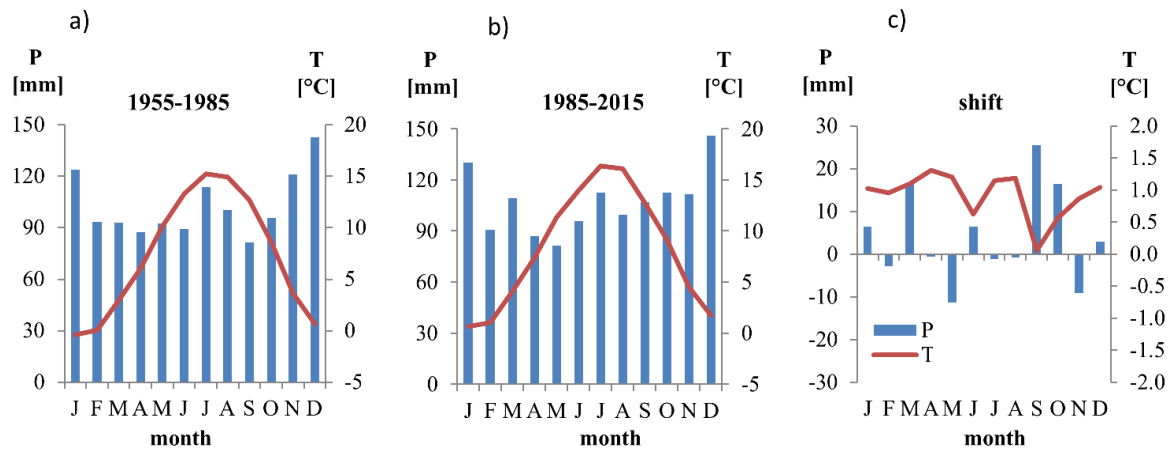 a)
P
[mm]
T
[°C]
1955-1985
150
120
90
60
30
0
20
15
10
5
0
-5
J F M A M J J A S O N D
month
b)
P
[mm]
T
[°C]
1985-2015
150
120
90
60
30
0
20
15
10
5
0
-5
J F M A M J J A S O N D
month
c)
P
[mm]
T
[°C]
shift
30
20
10
0
-10
-20
-30
2.0
1.5
1.0
0.5
0.0
-0.5
-1.0
-1.5
-2.0
P
T
J F M A M J J A S O N D
month